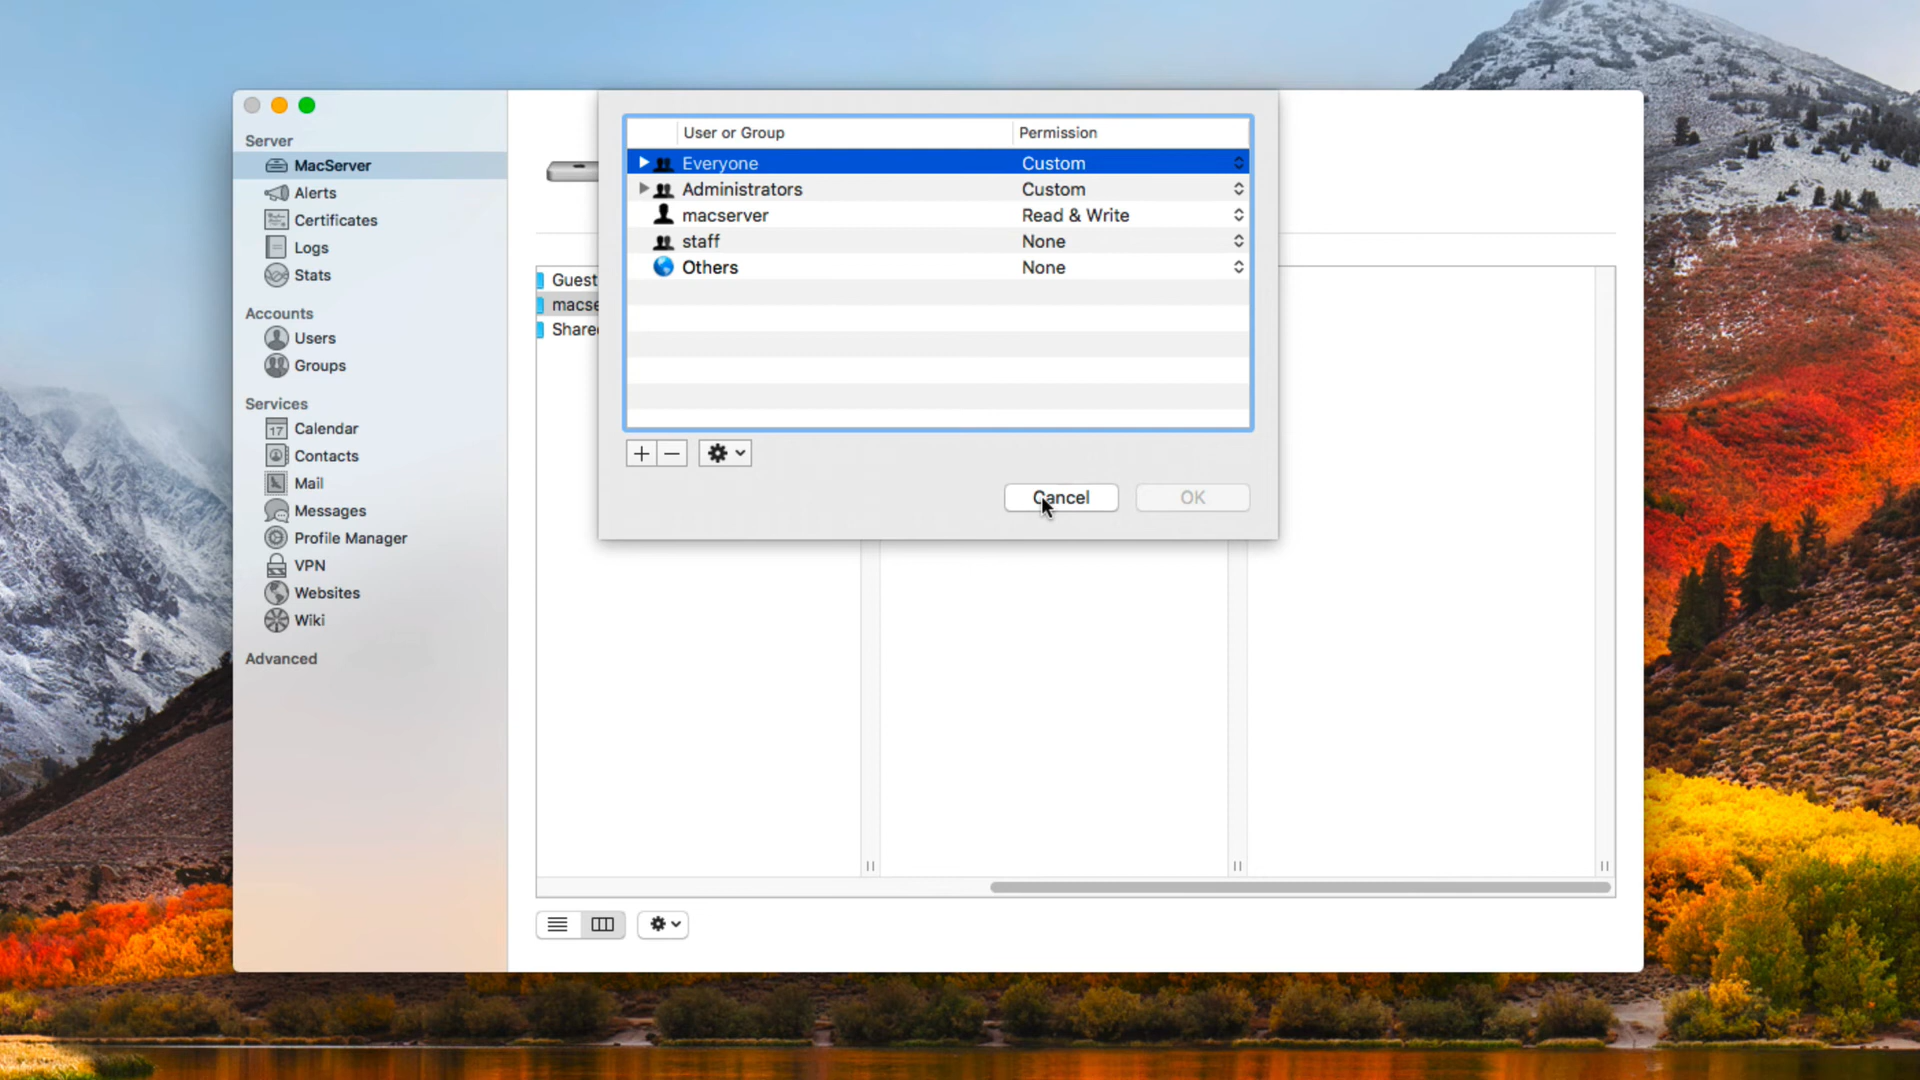 Server
MacServer
Alerts
Certificates
Logs
Stats
Accounts
Users
Groups
Services
17 Calendar
Contacts
Mail
Messages
Profile Manager
VPN
Websites
Wiki
Advanced
User or Group Permission
Everyone Custom
Administrators Custom
macserver Read & Write
staff None
Others None
Cancel OK
Guest
macse
Share